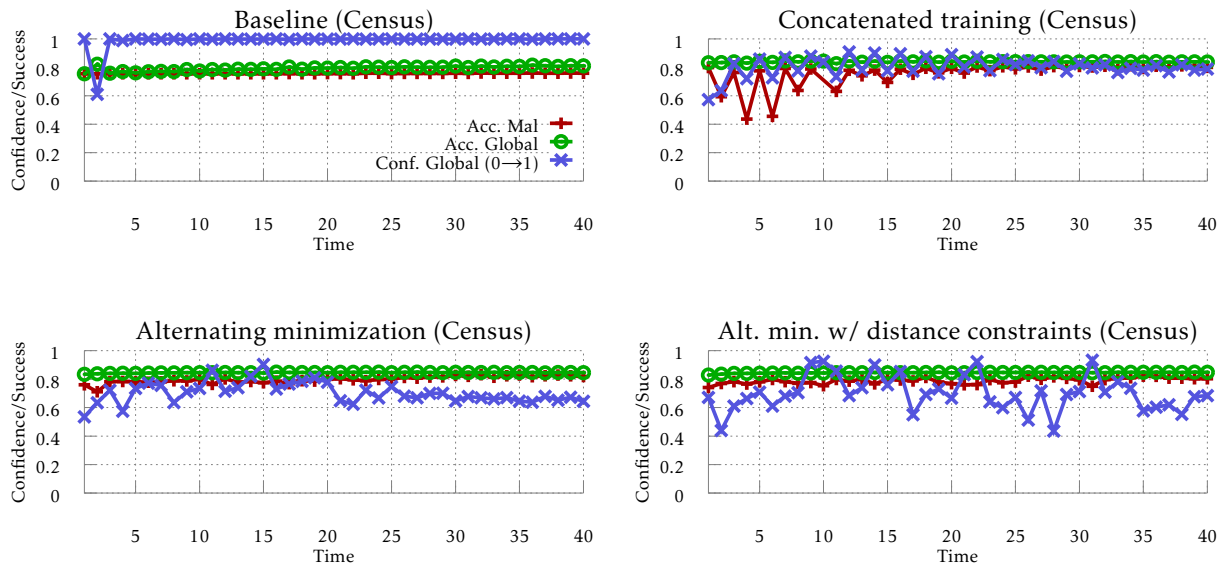 Baseline (Census)
Confidence/Success
1
0.8
0.6
0.4
0.2
0
Acc. Mal
Acc. Global
Conf. Global (0→1)
5 10 15 20 25 30 35 40
Time
Concatenated training (Census)
Confidence/Success
1
0.8
0.6
0.4
0.2
0
5 10 15 20 25 30 35 40
Time
Alternating minimization (Census)
Confidence/Success
1
0.8
0.6
0.4
0.2
0
5 10 15 20 25 30 35 40
Time
Alt. min. w/ distance constraints (Census)
Confidence/Success
1
0.8
0.6
0.4
0.2
0
5 10 15 20 25 30 35 40
Time